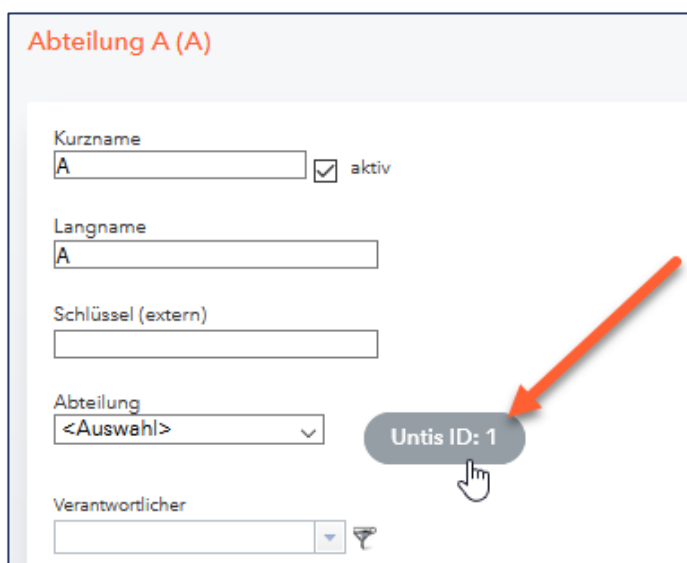 Abteilung A (A)
Kurzname
A
aktiv
Langname
A
Schlüssel (extern)
Abteilung
<Auswahl>
Untis ID: 1
Verantwortlicher